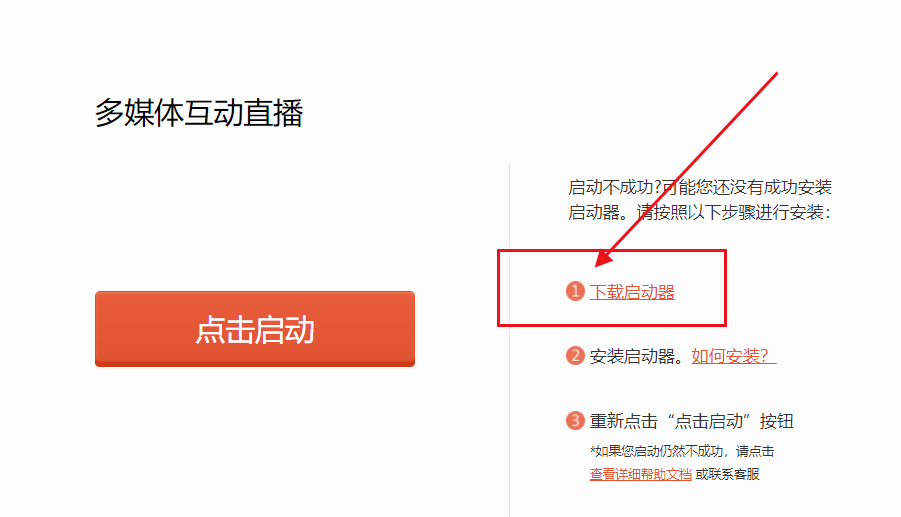 多媒体互动直播
点击启动
启动不成功?可能您还没有成功安装
启动器。请按照以下步骤进行安装：
1 下载启动器
2 安装启动器。如何安装？
3 重新点击“点击启动”按钮
*如果您启动仍然不成功，请点击
查看详细帮助文档 或联系客服